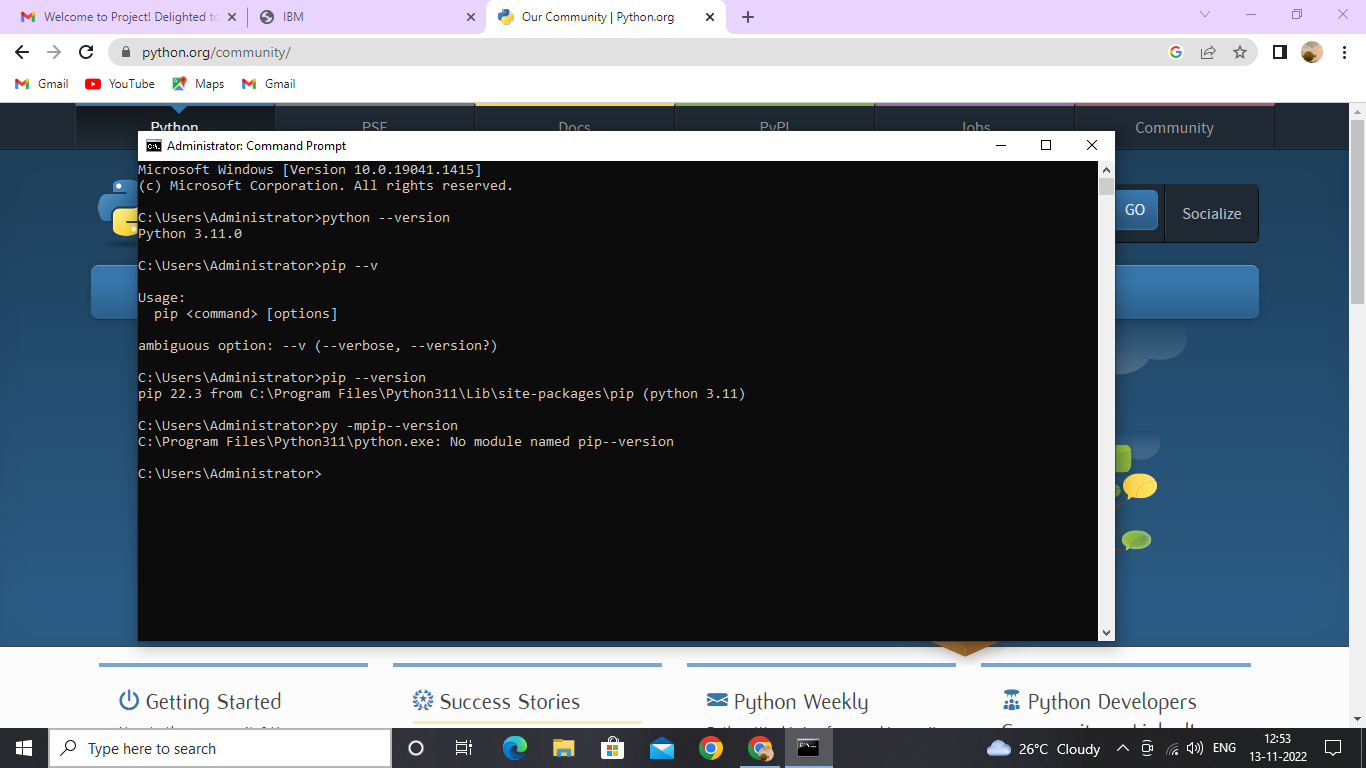 Welcome to Project! Delighted to
IBM
Our Community | Python.org
python.org/community/
Gmail
YouTube
Maps
Gmail
Python
PSF
Docs
PyPI
Jobs
Community
Administrator: Command Prompt
Microsoft Windows [Version 10.0.19041.1415]
(c) Microsoft Corporation. All rights reserved.
C:\Users\Administrator>python --version
Python 3.11.0
C:\Users\Administrator>pip --v
Usage:
pip <command> [options]
ambiguous option: --v (--verbose, --version?)
C:\Users\Administrator>pip --version
pip 22.3 from C:\Program Files\Python311\Lib\site-packages\pip (python 3.11)
C:\Users\Administrator>py -mpip--version
C:\Program Files\Python311\python.exe: No module named pip--version
C:\Users\Administrator>
GO
Socialize
Getting Started
Success Stories
Python Weekly
Python Developers
Type here to search
26°C Cloudy
ENG
12:53
13-11-2022